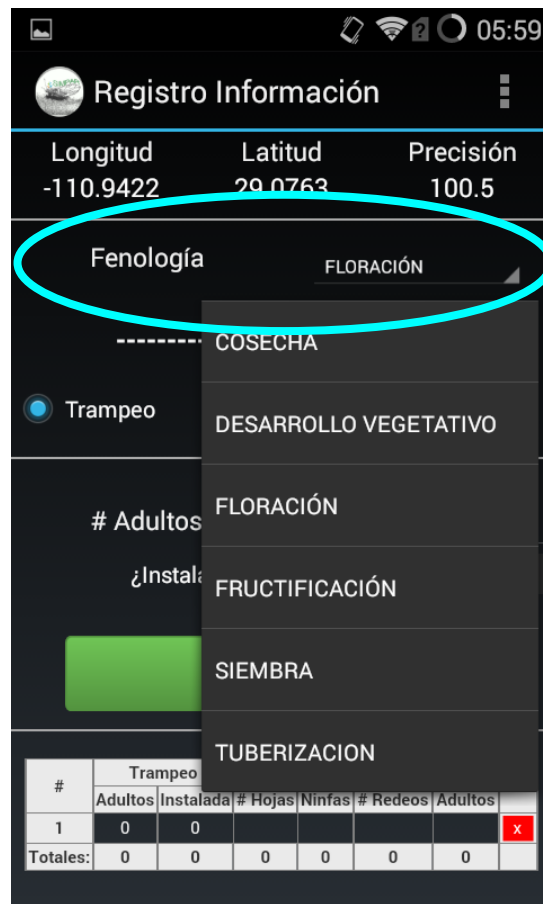 05:59
Registro Información
Longitud Latitud Precisión
-110.9422 29.0763 100.5
Fenología FLORACIÓN
---------
COSECHA
Trampeo
DESARROLLO VEGETATIVO
# Adultos
FLORACIÓN
¿Instala
FRUCTIFICACIÓN
SIEMBRA
TUBERIZACION
# Trampeo
Adultos Instalada # Hojas Ninfas # Redeos Adultos
1 0 0 x
Totales: 0 0 0 0 0 0